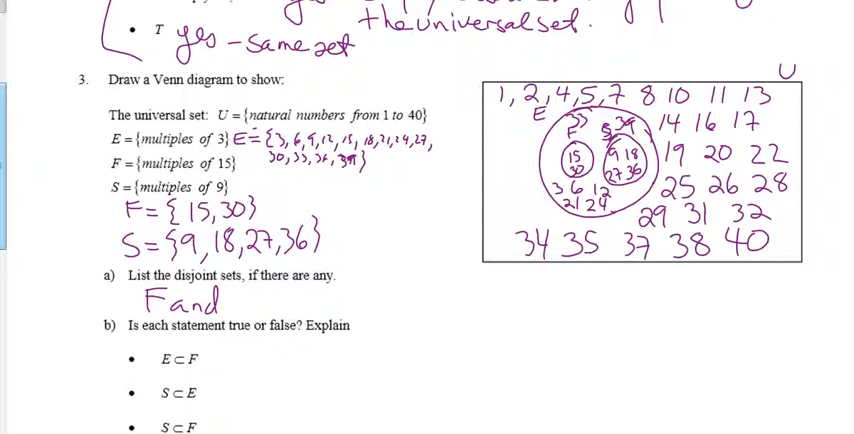 the universal set.
• T yes - same set
3. Draw a Venn diagram to show:
The universal set: U = {natural numbers from 1 to 40}
E = {multiples of 3} E = {3, 6, 9, 12, 15, 18, 21, 24, 27,
30, 33, 36, 39}
F = {multiples of 15}
S = {multiples of 9}
F = { 15, 30}
S = {9, 18, 27, 36}
U
1, 2, 4, 5, 7 8 10 11 13
E
33 39 14 16 17
F S
15 9 18 19 20 22
30 27 36
3 6 12 25 26 28
21 24
29 31 32
34 35 37 38 40
a) List the disjoint sets, if there are any.
F and
b) Is each statement true or false? Explain
• E ⊂ F
• S ⊂ E
• S ⊂ F